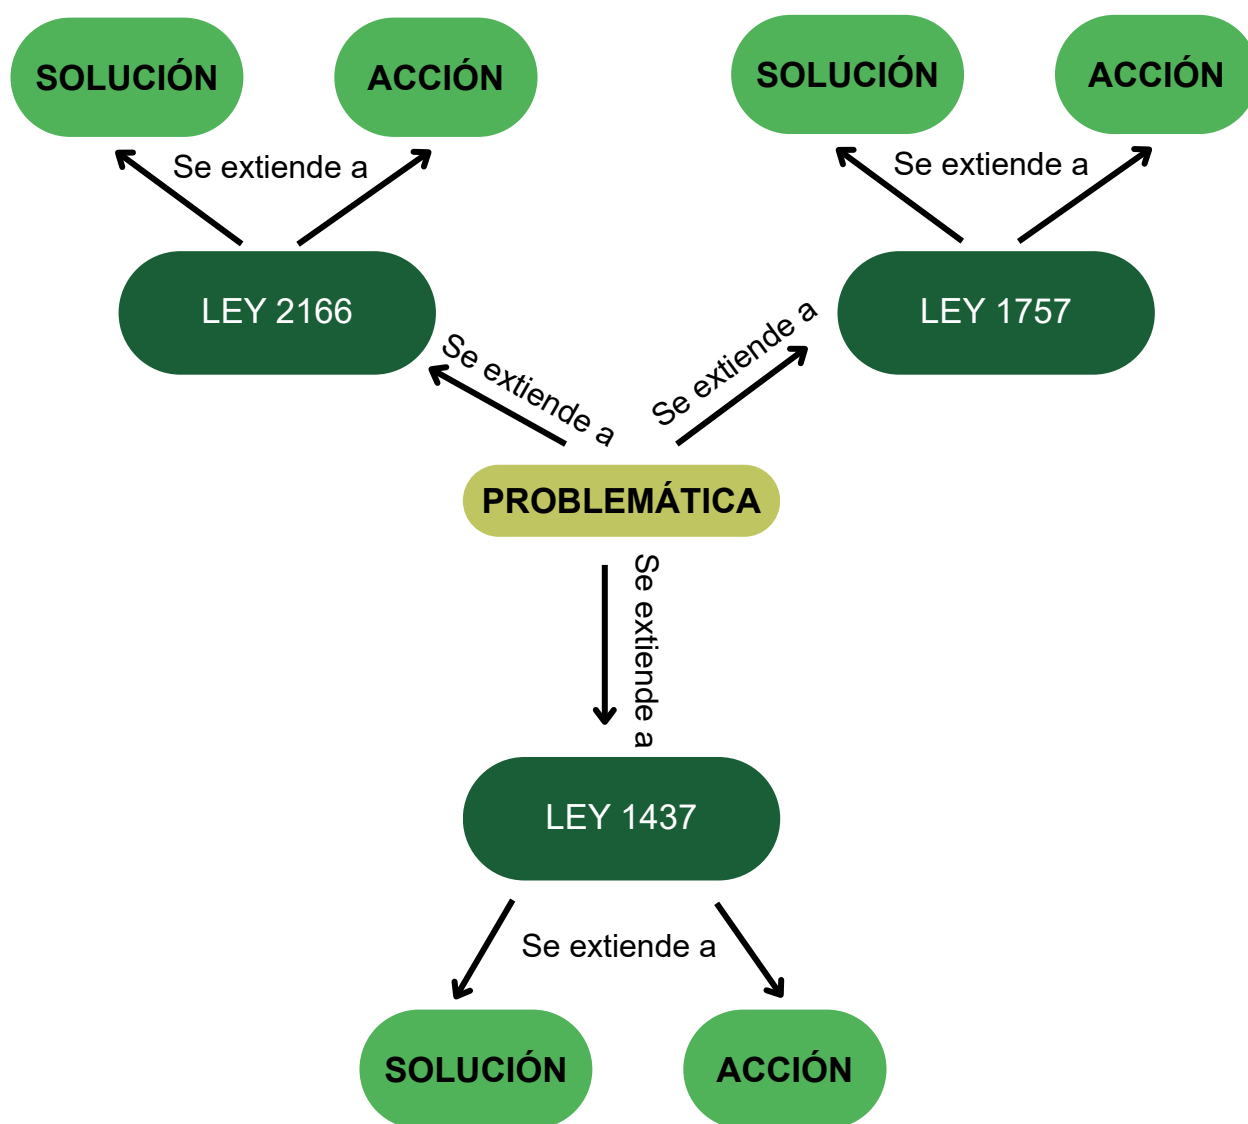 SOLUCIÓN
ACCIÓN
Se extiende a
LEY 2166
SOLUCIÓN
ACCIÓN
Se extiende a
LEY 1757
Se extiende a
Se extiende a
PROBLEMÁTICA
Se extiende a
LEY 1437
Se extiende a
SOLUCIÓN
ACCIÓN